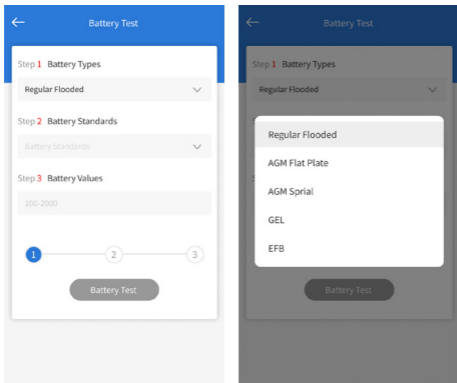 Battery Test
Step 1 Battery Types
Regular Flooded
Step 2 Battery Standards
Battery Standards
Step 3 Battery Values
100-2000
1
2
3
Battery Test
Battery Test
Step 1 Battery Types
Regular Flooded
Regular Flooded
AGM Flat Plate
AGM Sprial
GEL
EFB
Battery Test